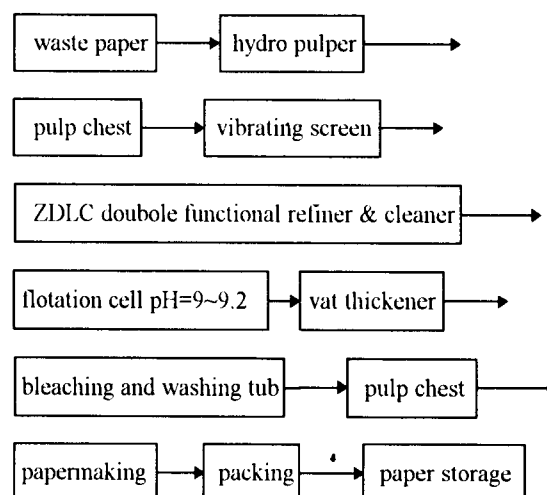 waste paper hydro pulper
pulp chest vibrating screen
ZDLC doubole functional refiner & cleaner
flotation cell pH=9~9.2 vat thickener
bleaching and washing tub pulp chest
papermaking packing paper storage